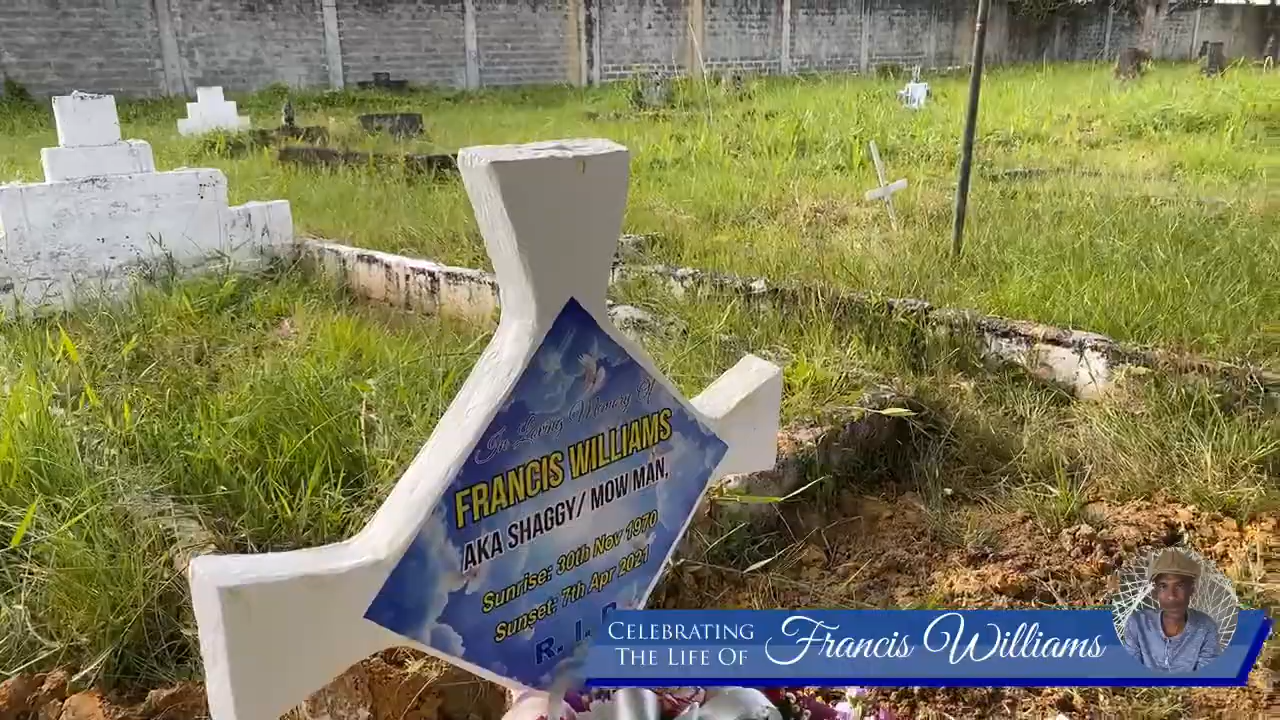 In Loving Memory Of
FRANCIS WILLIAMS
AKA SHAGGY/ MOW MAN,
Sunrise: 30th Nov 1970
Sunset: 7th Apr 2021
R. I. P
CELEBRATING
THE LIFE OF
Francis Williams